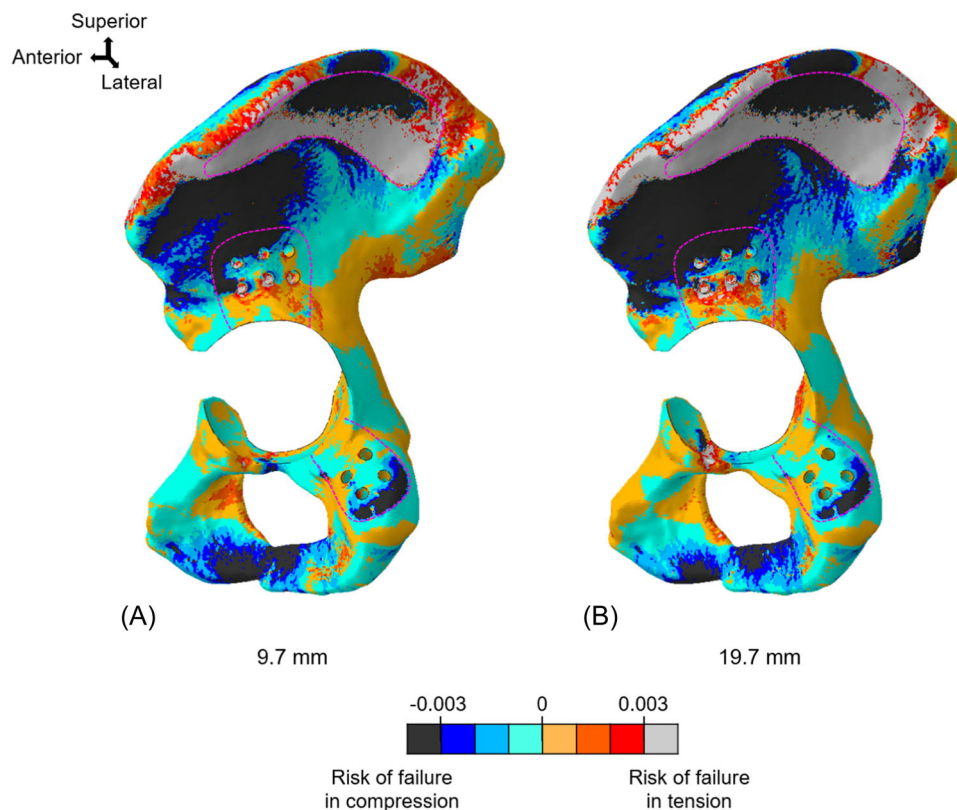 Superior
Anterior
Lateral
(A)
(B)
9.7 mm
19.7 mm
-0.003
0
0.003
Risk of failure
in compression
Risk of failure
in tension